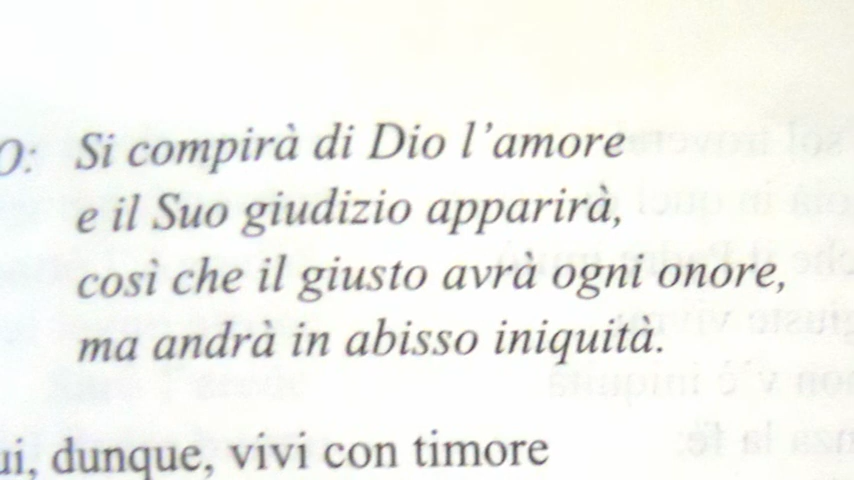 O: Si compirà di Dio l'amore
e il Suo giudizio apparirà,
così che il giusto avrà ogni onore,
ma andrà in abisso iniquità.
ui, dunque, vivi con timore